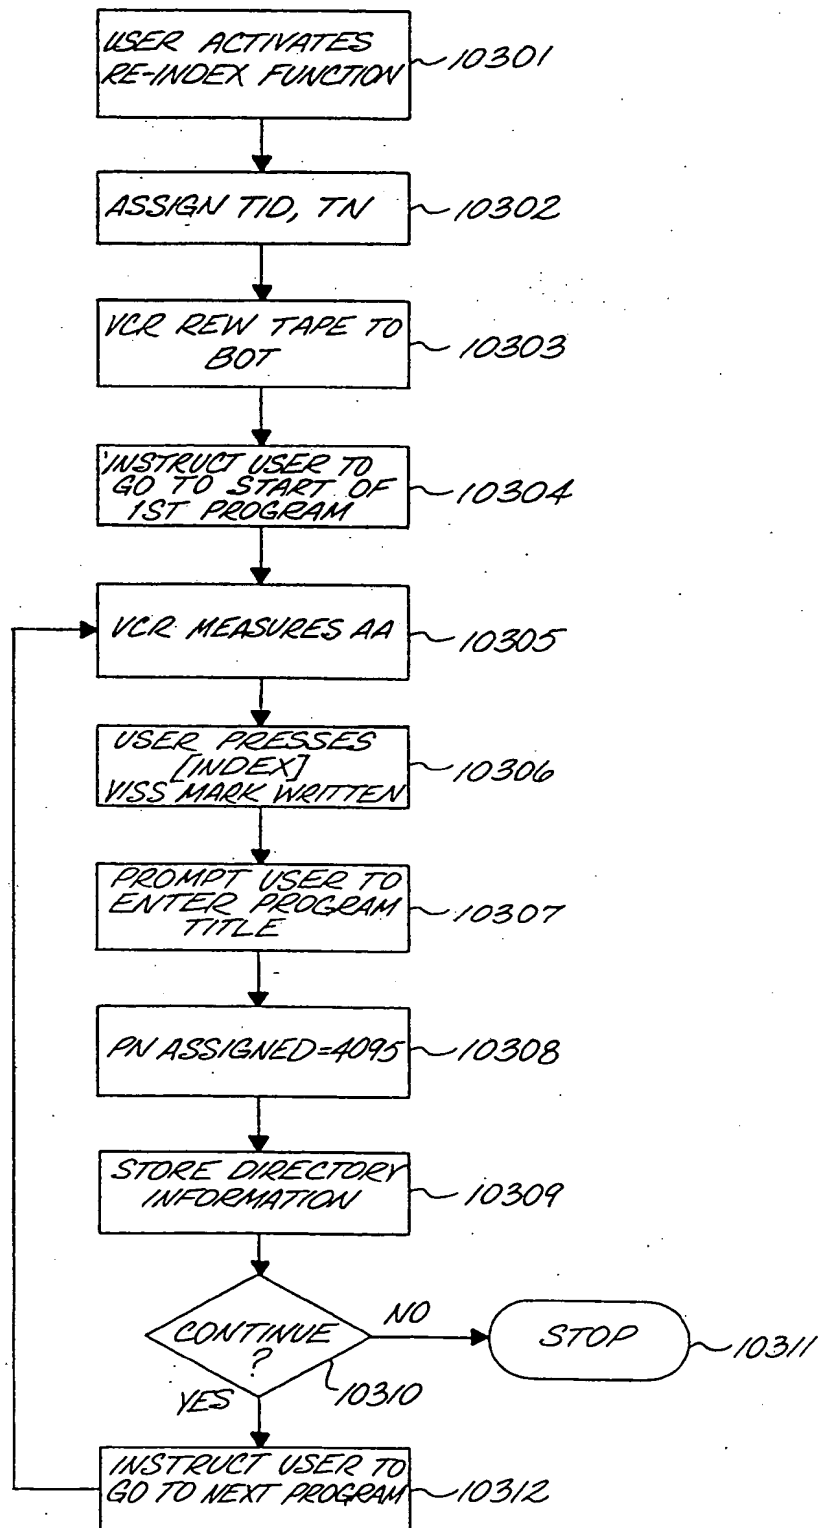 USER ACTIVATES
RE-INDEX FUNCTION
10301
ASSIGN TID, TN
10302
VCR REW TAPE TO
BOT
10303
INSTRUCT USER TO
GO TO START OF
1ST PROGRAM
10304
VCR MEASURES AA
10305
USER PRESSES
[INDEX]
VISS MARK WRITTEN
10306
PROMPT USER TO
ENTER PROGRAM
TITLE
10307
PN ASSIGNED=4095
10308
STORE DIRECTORY
INFORMATION
10309
CONTINUE
?
10310
NO
STOP
10311
YES
INSTRUCT USER TO
GO TO NEXT PROGRAM
10312